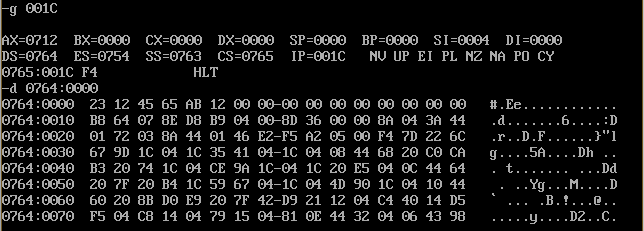 -g 001C
AX=0712 BX=0000 CX=0000 DX=0000 SP=0000 BP=0000 SI=0004 DI=0000
DS=0764 ES=0754 SS=0763 CS=0765 IP=001C NV UP EI PL NZ NA PO CY
0765:001C F4 HLT
-d 0764:0000
0764:0000 23 12 45 65 AB 12 00 00-00 00 00 00 00 00 00 00 #.Ee............
0764:0010 B8 64 07 8E D8 B9 04 00-8D 36 00 00 8A 04 3A 44 .d.......6....:D
0764:0020 01 72 03 8A 44 01 46 E2-F5 A2 05 00 F4 7D 22 6C .r..D.F......}"l
0764:0030 67 9D 1C 04 1C 35 41 04-1C 04 08 44 68 20 C0 CA g....5A....Dh ..
0764:0040 B3 20 74 1C 04 CE 9A 1C-04 1C 20 E5 04 0C 44 64 . t....... ...Dd
0764:0050 20 7F 20 B4 1C 59 67 04-1C 04 4D 90 1C 04 10 44  . ..Yg...M....D
0764:0060 60 20 8B D0 E9 20 7F 42-D9 21 12 04 C4 40 14 D5 ` ... .B.!...@..
0764:0070 F5 04 C8 14 04 79 15 04-81 0E 44 32 04 06 43 98 .....y....D2..C.